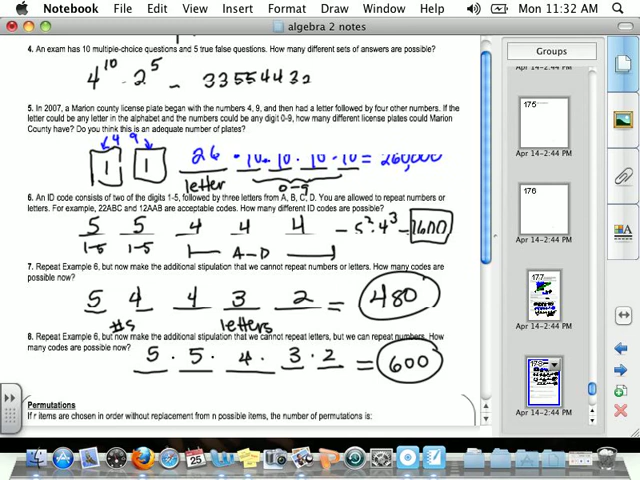 Notebook File Edit View Insert Format Draw Window Help Mon 11:32 AM
algebra 2 notes
4. An exam has 10 multiple-choice questions and 5 true false questions. How many different sets of answers are possible?
4^10 · 2^5 = 33554432
5. In 2007, a Marion county license plate began with the numbers 4, 9, and then had a letter followed by four other numbers. If the
letter could be any letter in the alphabet and the numbers could be any digit 0-9, how many different license plates could Marion
County have? Do you think this is an adequate number of plates?
4 9
1 1 26 · 10 · 10 · 10 · 10 = 260,000
letter 0-9
6. An ID code consists of two of the digits 1-5, followed by three letters from A, B, C, D. You are allowed to repeat numbers or
letters. For example, 22ABC and 12AAB are acceptable codes. How many different ID codes are possible?
5 5 4 4 4 = 5^2 · 4^3 = 1600
1-5 1-5 A-D
7. Repeat Example 6, but now make the additional stipulation that we cannot repeat numbers or letters. How many codes are
possible now?
5 4 4 3 2 = 480
#s letters
8. Repeat Example 6, but now make the additional stipulation that we cannot repeat letters, but we can repeat numbers. How
many codes are possible now?
5 · 5 · 4 · 3 · 2 = 600
Permutations
If r items are chosen in order without replacement from n possible items, the number of permutations is:
Groups
Apr 14-2:44 PM
175
Apr 14-2:44 PM
176
Apr 14-2:44 PM
177
Apr 14-2:44 PM
178
Apr 14-2:44 PM
25